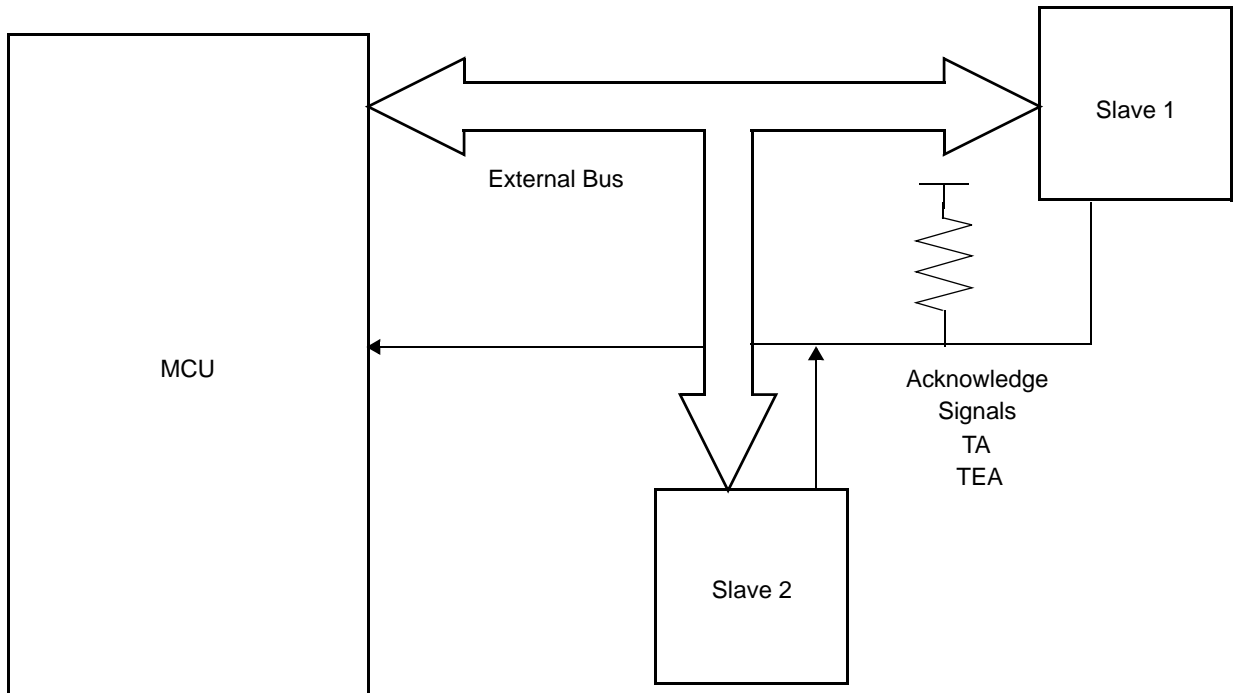 Slave 1
External Bus
MCU
Acknowledge
Signals
TA
TEA
Slave 2